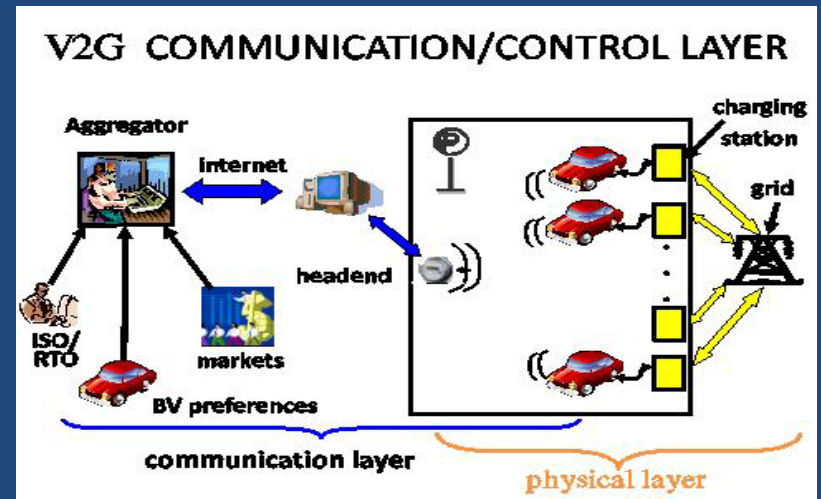 V2G COMMUNICATION/CONTROL LAYER
Aggregator
internet
headend
ISO/
RTO
markets
BV preferences
P
charging
station
grid
communication layer
physical layer